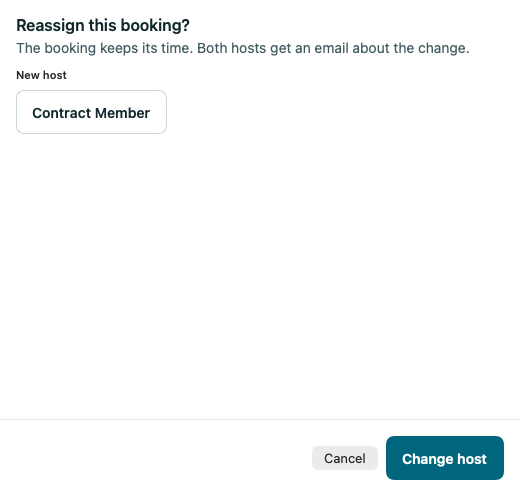 Reassign this booking?
The booking keeps its time. Both hosts get an email about the change.
New host
Contract Member
Cancel
Change host